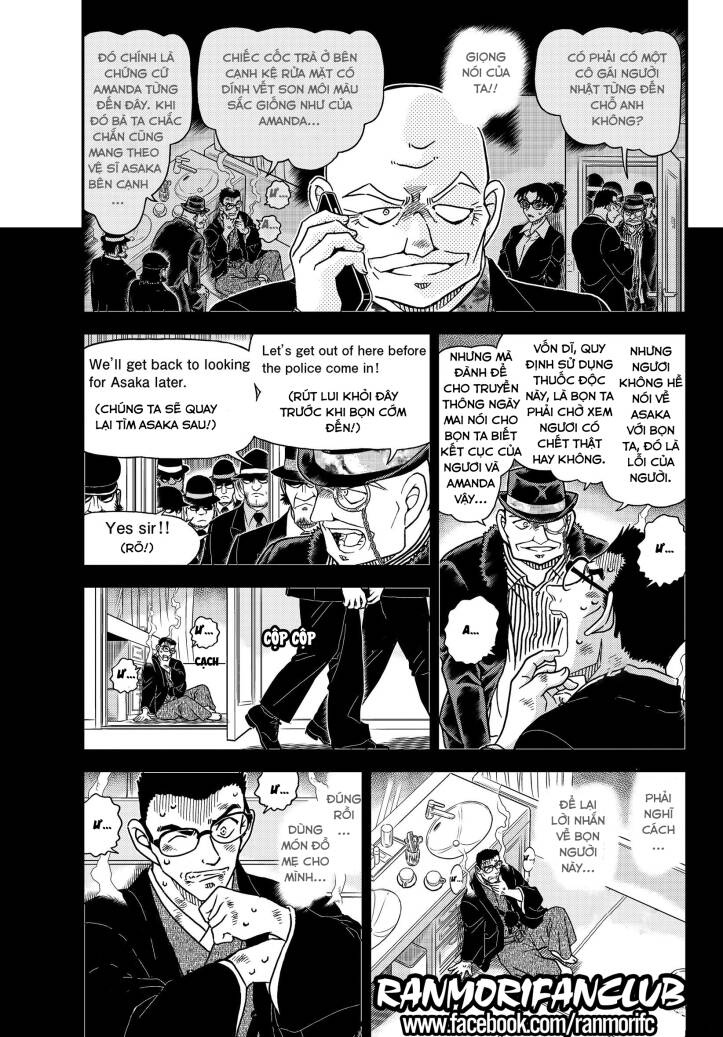 CÓ PHẢI CÓ MỘT
CÔ GÁI NGƯỜI
NHẬT TỪNG ĐẾN
CHỖ ANH
KHÔNG?
GIỌNG
NÓI CỦA
TA!!
CHIẾC CỐC TRÀ Ở BÊN
CẠNH KỆ RỬA MẶT CÓ
DÍNH VẾT SON MÔI MÀU
SẮC GIỐNG NHƯ CỦA
AMANDA...
ĐÓ CHÍNH LÀ
CHỨNG CỨ
AMANDA TỪNG
ĐẾN ĐÂY. KHI
ĐÓ BẢ TA CHẮC
CHẮN CŨNG
MANG THEO
VỆ SĨ ASAKA
BÊN CẠNH
...
Ư...
Ư...
NHƯNG
NGƯƠI
KHÔNG HỀ
NÓI VỀ
ASAKA VỚI
BỌN TA, ĐÓ LÀ
LỖI CỦA
NGƯƠI.
VỐN DĨ, QUY
ĐỊNH SỬ DỤNG
THUỐC ĐỘC
NÀY, LÀ BỌN TA
PHẢI CHỜ XEM
NGƯƠI CÓ
CHẾT THẬT
HAY KHÔNG.
NHƯNG MÀ
ĐÀNH ĐỂ
CHO TRUYỀN
THÔNG NGÀY
MAI NÓI CHO
BỌN TA BIẾT
KẾT CỤC CỦA
NGƯƠI VÀ
AMANDA
VẬY...
Ư...
A...
Let's get out of here before
the police come in!
(RÚT LUI KHỎI ĐÂY
TRƯỚC KHI BỌN CỚM
ĐẾN!)
We'll get back to looking
for Asaka later.
(CHÚNG TA SẼ QUAY
LẠI TÌM ASAKA SAU!)
Yes sir!!
(RÕ!)
CỘP CỘP
Ư...
CẠCH
Ư...
PHẢI
NGHĨ
CÁCH
...
ĐỂ LẠI
LỜI NHẮN
VỀ BỌN
NGƯỜI
NÀY...
Ư...
Ư...
Ư...
ĐÚNG
RỒI
...
DÙNG
MÓN ĐỒ
MẸ CHO
MÌNH...
Ư...
RANMORIFANCLUB
www.facebook.com/ranmorifc